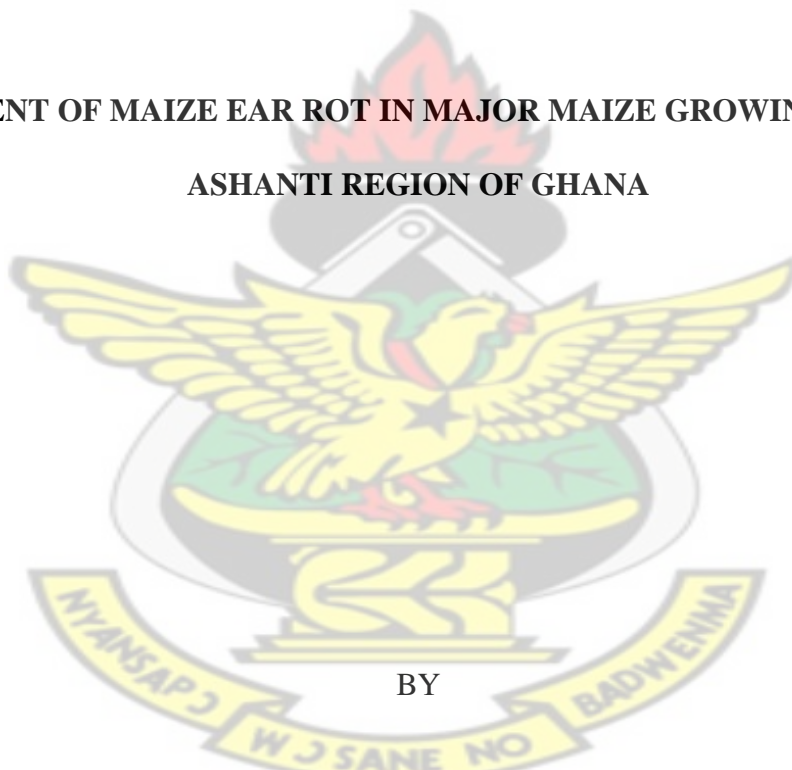 ENT OF MAIZE EAR ROT IN MAJOR MAIZE GROWIN
ASHANTI REGION OF GHANA
BY
NYANSAPƆ WƆSANE NO BADWENMA